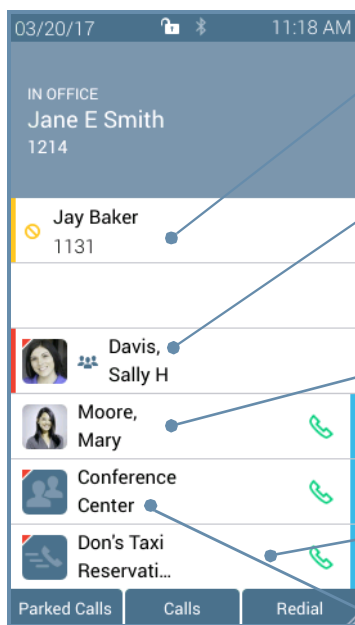 03/20/17 11:18 AM
IN OFFICE
Jane E Smith
1214
Jay Baker
1131
Davis,
Sally H
Moore,
Mary
Conference
Center
Don's Taxi
Reservati...
Parked Calls Calls Redial